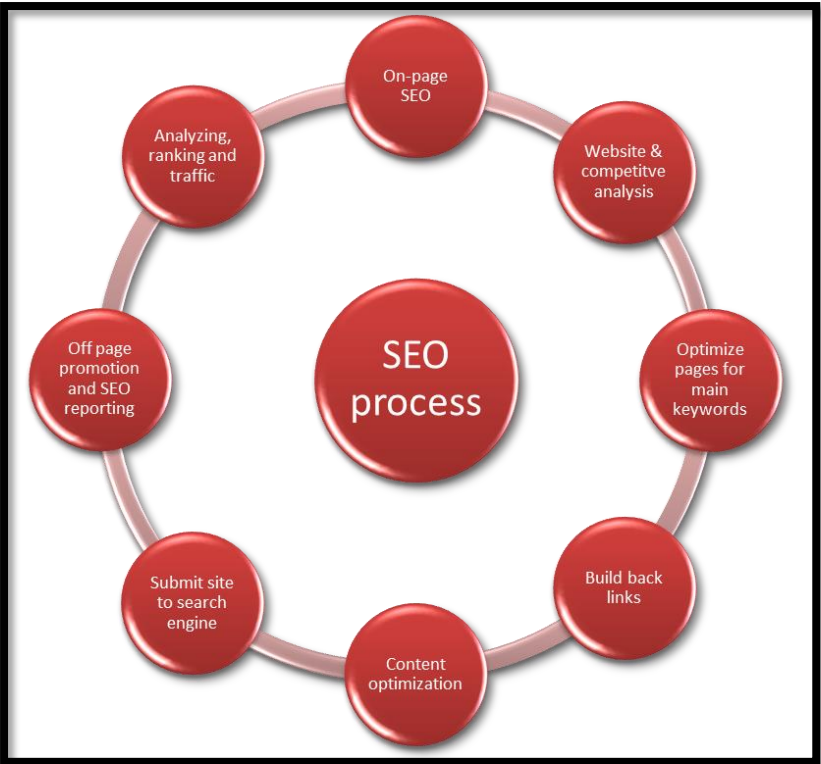 On-page
SEO
Website &
competitve
analysis
Optimize
pages for
main
keywords
Build back
links
Content
optimization
Submit site
to search
engine
Off page
promotion
and SEO
reporting
Analyzing,
ranking and
traffic
SEO
process